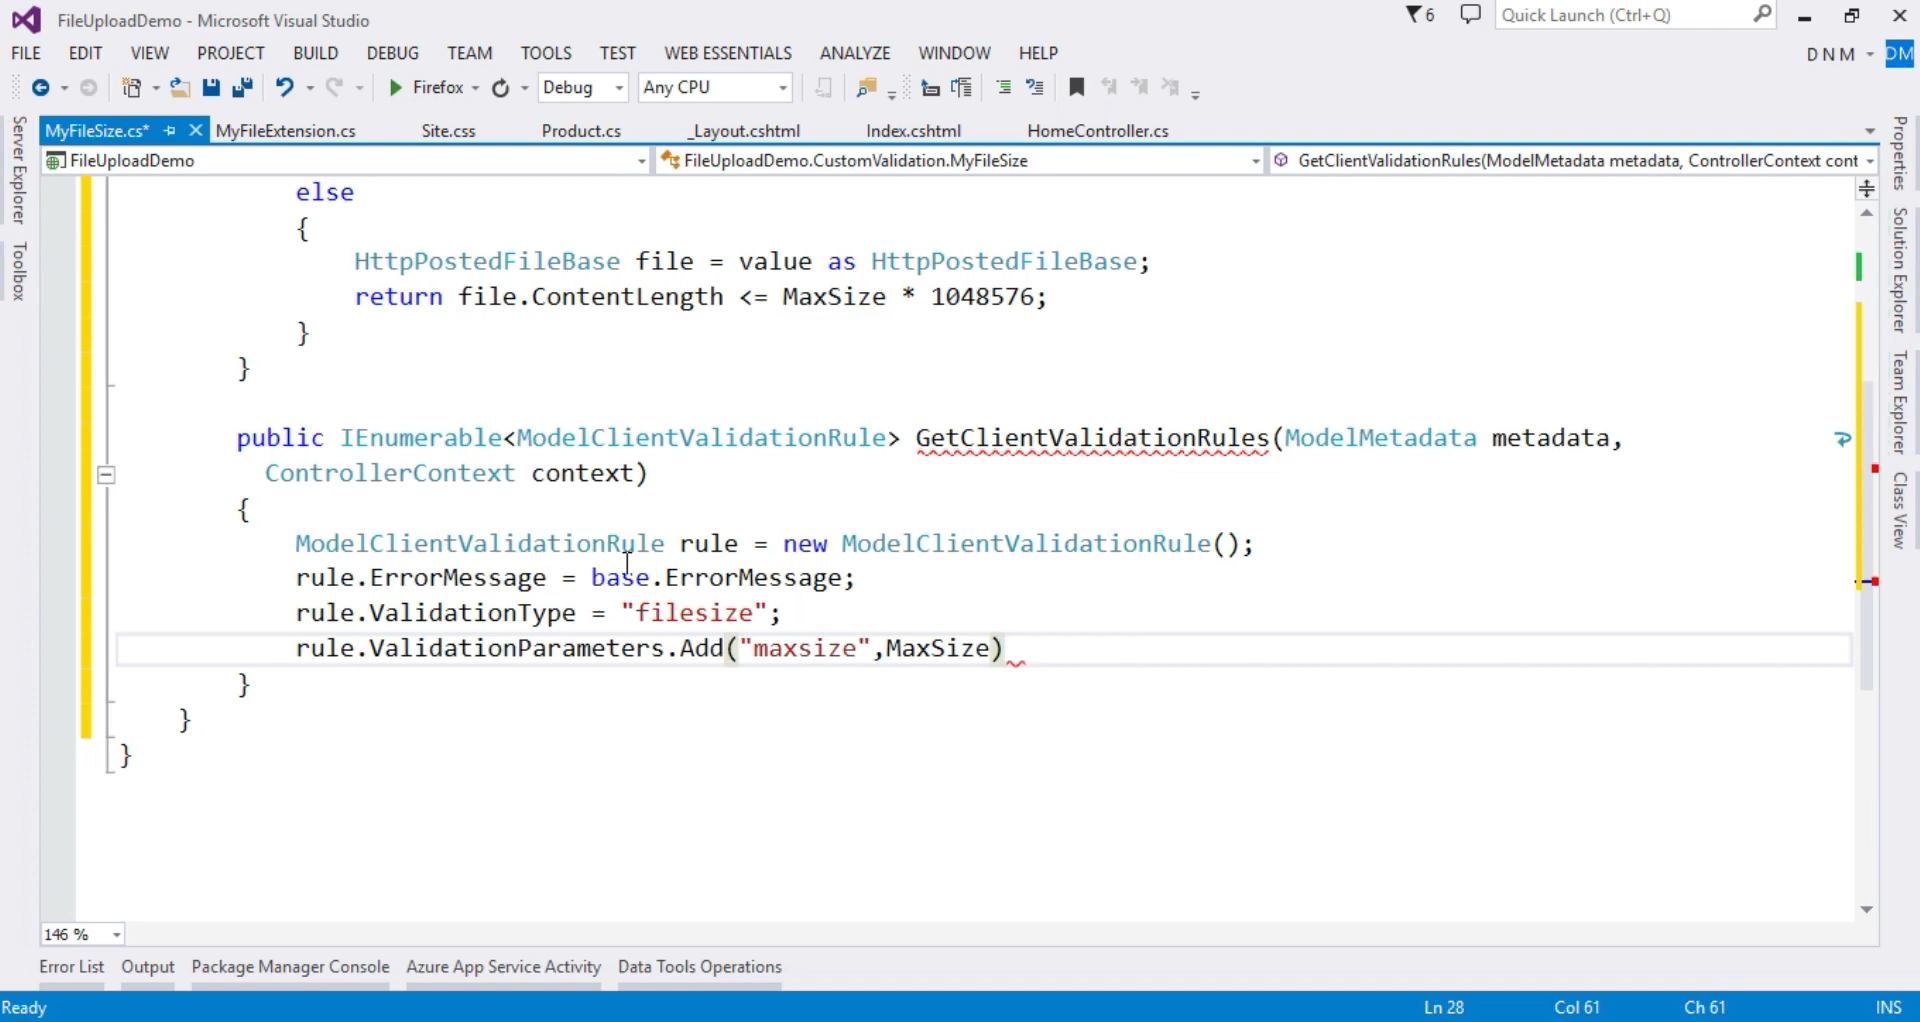 FileUploadDemo - Microsoft Visual Studio
6
Quick Launch (Ctrl+Q)
FILE EDIT VIEW PROJECT BUILD DEBUG TEAM TOOLS TEST WEB ESSENTIALS ANALYZE WINDOW HELP
D N M DM
Firefox Debug Any CPU
MyFileSize.cs* MyFileExtension.cs Site.css Product.cs _Layout.cshtml Index.cshtml HomeController.cs
FileUploadDemo FileUploadDemo.CustomValidation.MyFileSize GetClientValidationRules(ModelMetadata metadata, ControllerContext cont
Server Explorer
Toolbox
else
{
HttpPostedFileBase file = value as HttpPostedFileBase;
return file.ContentLength <= MaxSize * 1048576;
}
}
public IEnumerable<ModelClientValidationRule> GetClientValidationRules(ModelMetadata metadata,
ControllerContext context)
{
ModelClientValidationRule rule = new ModelClientValidationRule();
rule.ErrorMessage = base.ErrorMessage;
rule.ValidationType = "filesize";
rule.ValidationParameters.Add("maxsize",MaxSize)
}
}
}
Properties
Solution Explorer
Team Explorer
Class View
146 %
Error List Output Package Manager Console Azure App Service Activity Data Tools Operations
Ready Ln 28 Col 61 Ch 61 INS